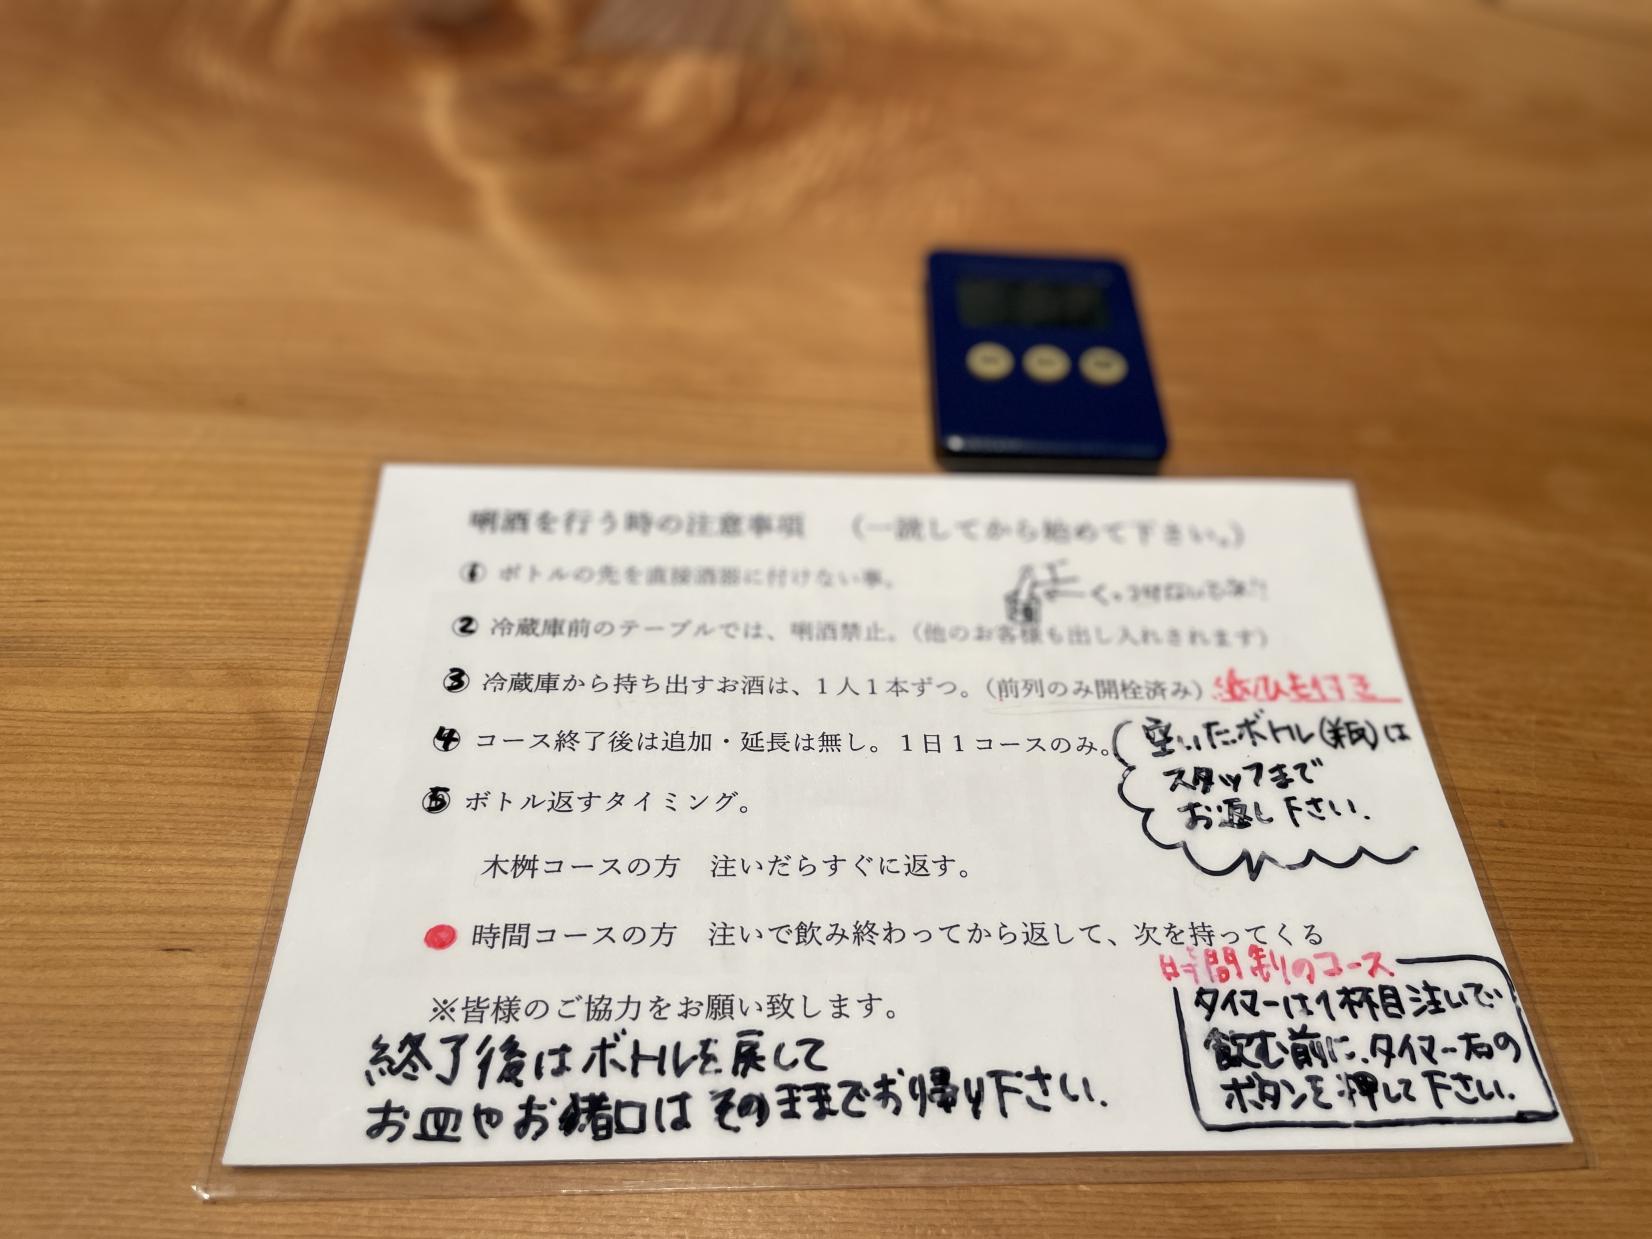 唎酒を行う時の注意事項 （一読してから始めて下さい。）
① ボトルの先を直接酒器に付けない事。
② 冷蔵庫前のテーブルでは、唎酒禁止。（他のお客様も出し入れされます）
③ 冷蔵庫から持ち出すお酒は、１人１本ずつ。（前列のみ開栓済み）紙ひも付き
④ コース終了後は追加・延長は無し。１日１コースのみ。
空いたボトル(瓶)は
スタッフまで
お返し下さい.
⑤ ボトル返すタイミング。
木桝コースの方 注いだらすぐに返す。
時間コースの方 注いで飲み終わってから返して、次を持ってくる
※皆様のご協力をお願い致します。
終了後はボトルを戻して
お皿やお猪口はそのままでお帰り下さい.
時間制のコース
タイマーは1杯目注いで
飲む前に、タイマー右の
ボタンを押して下さい.